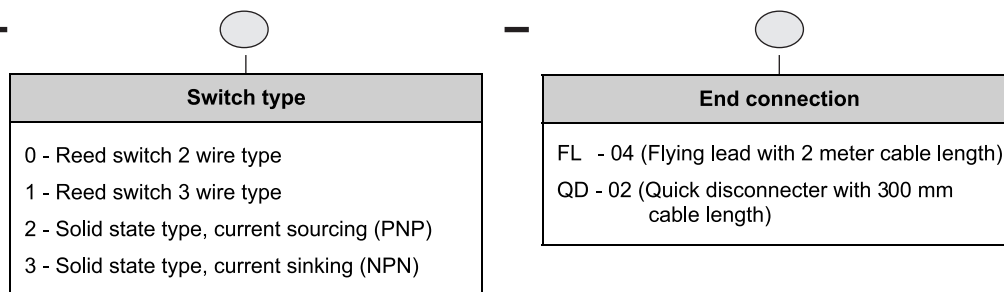 Switch type
0 - Reed switch 2 wire type
1 - Reed switch 3 wire type
2 - Solid state type, current sourcing (PNP)
3 - Solid state type, current sinking (NPN)
End connection
FL - 04 (Flying lead with 2 meter cable length)
QD - 02 (Quick disconnecter with 300 mm
cable length)